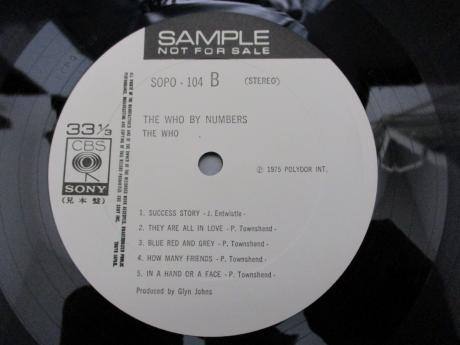 SAMPLE
NOT FOR SALE
SOPO - 104 B
(STEREO)
THE WHO BY NUMBERS
THE WHO
33 1/3
CBS
SONY
(見本盤)
℗ 1975 POLYDOR INT.
1. SUCCESS STORY - J. Entwistle -
2. THEY ARE ALL IN LOVE - P. Townshend -
3. BLUE RED AND GREY - P. Townshend -
4. HOW MANY FRIENDS - P. Townshend -
5. IN A HAND OR A FACE - P. Townshend -
Produced by Glyn Johns